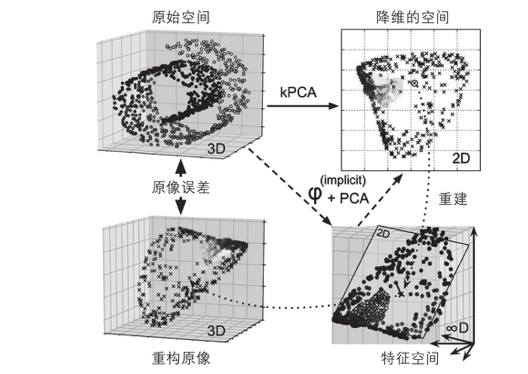 原始空间
降维的空间
3D
kPCA
2D
原像误差
φ(implicit) + PCA
重建
2D
3D
∞D
重构原像
特征空间